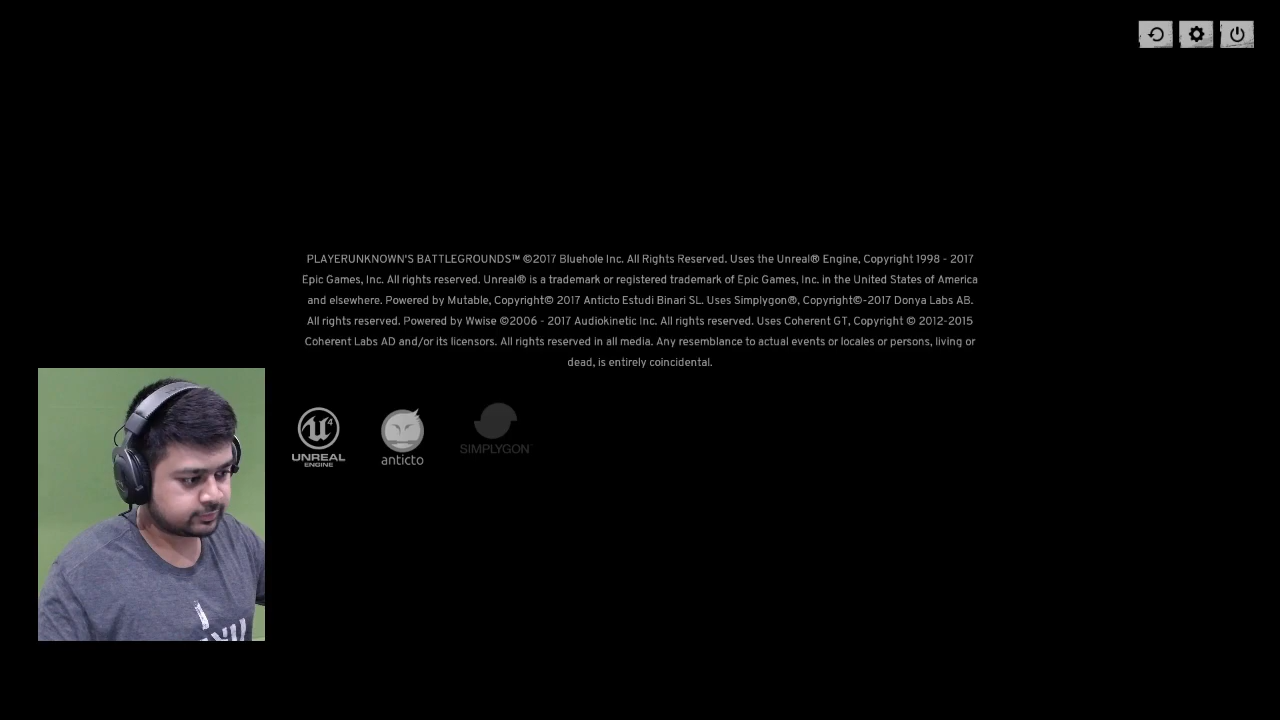 PLAYERUNKNOWN'S BATTLEGROUNDS™ ©2017 Bluehole Inc. All Rights Reserved. Uses the Unreal® Engine, Copyright 1998 - 2017
Epic Games, Inc. All rights reserved. Unreal® is a trademark or registered trademark of Epic Games, Inc. in the United States of America
and elsewhere. Powered by Mutable, Copyright© 2017 Anticto Estudi Binari SL. Uses Simplygon®, Copyright©-2017 Donya Labs AB.
All rights reserved. Powered by Wwise ©2006 - 2017 Audiokinetic Inc. All rights reserved. Uses Coherent GT, Copyright © 2012-2015
Coherent Labs AD and/or its licensors. All rights reserved in all media. Any resemblance to actual events or locales or persons, living or
dead, is entirely coincidental.
4
UNREAL
ENGINE
anticto
SIMPLYGON